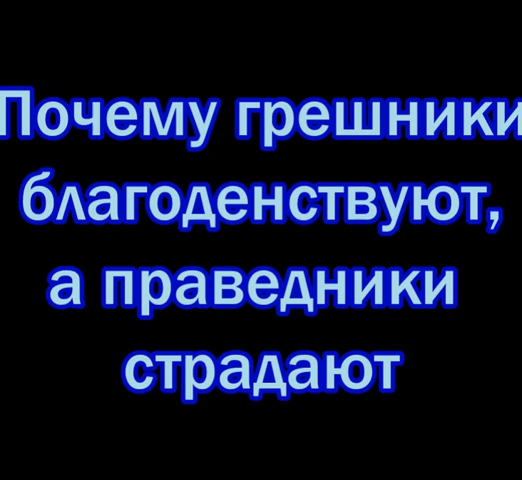 Почему грешники
благоденствуют,
а праведники
страдают